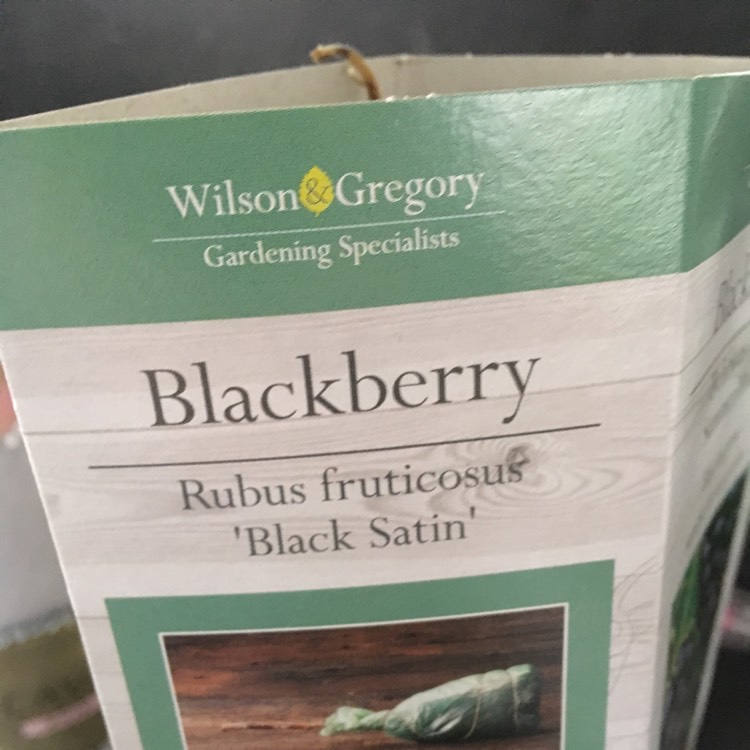 Wilson & Gregory
Gardening Specialists
Blackberry
Rubus fruticosus
'Black Satin'